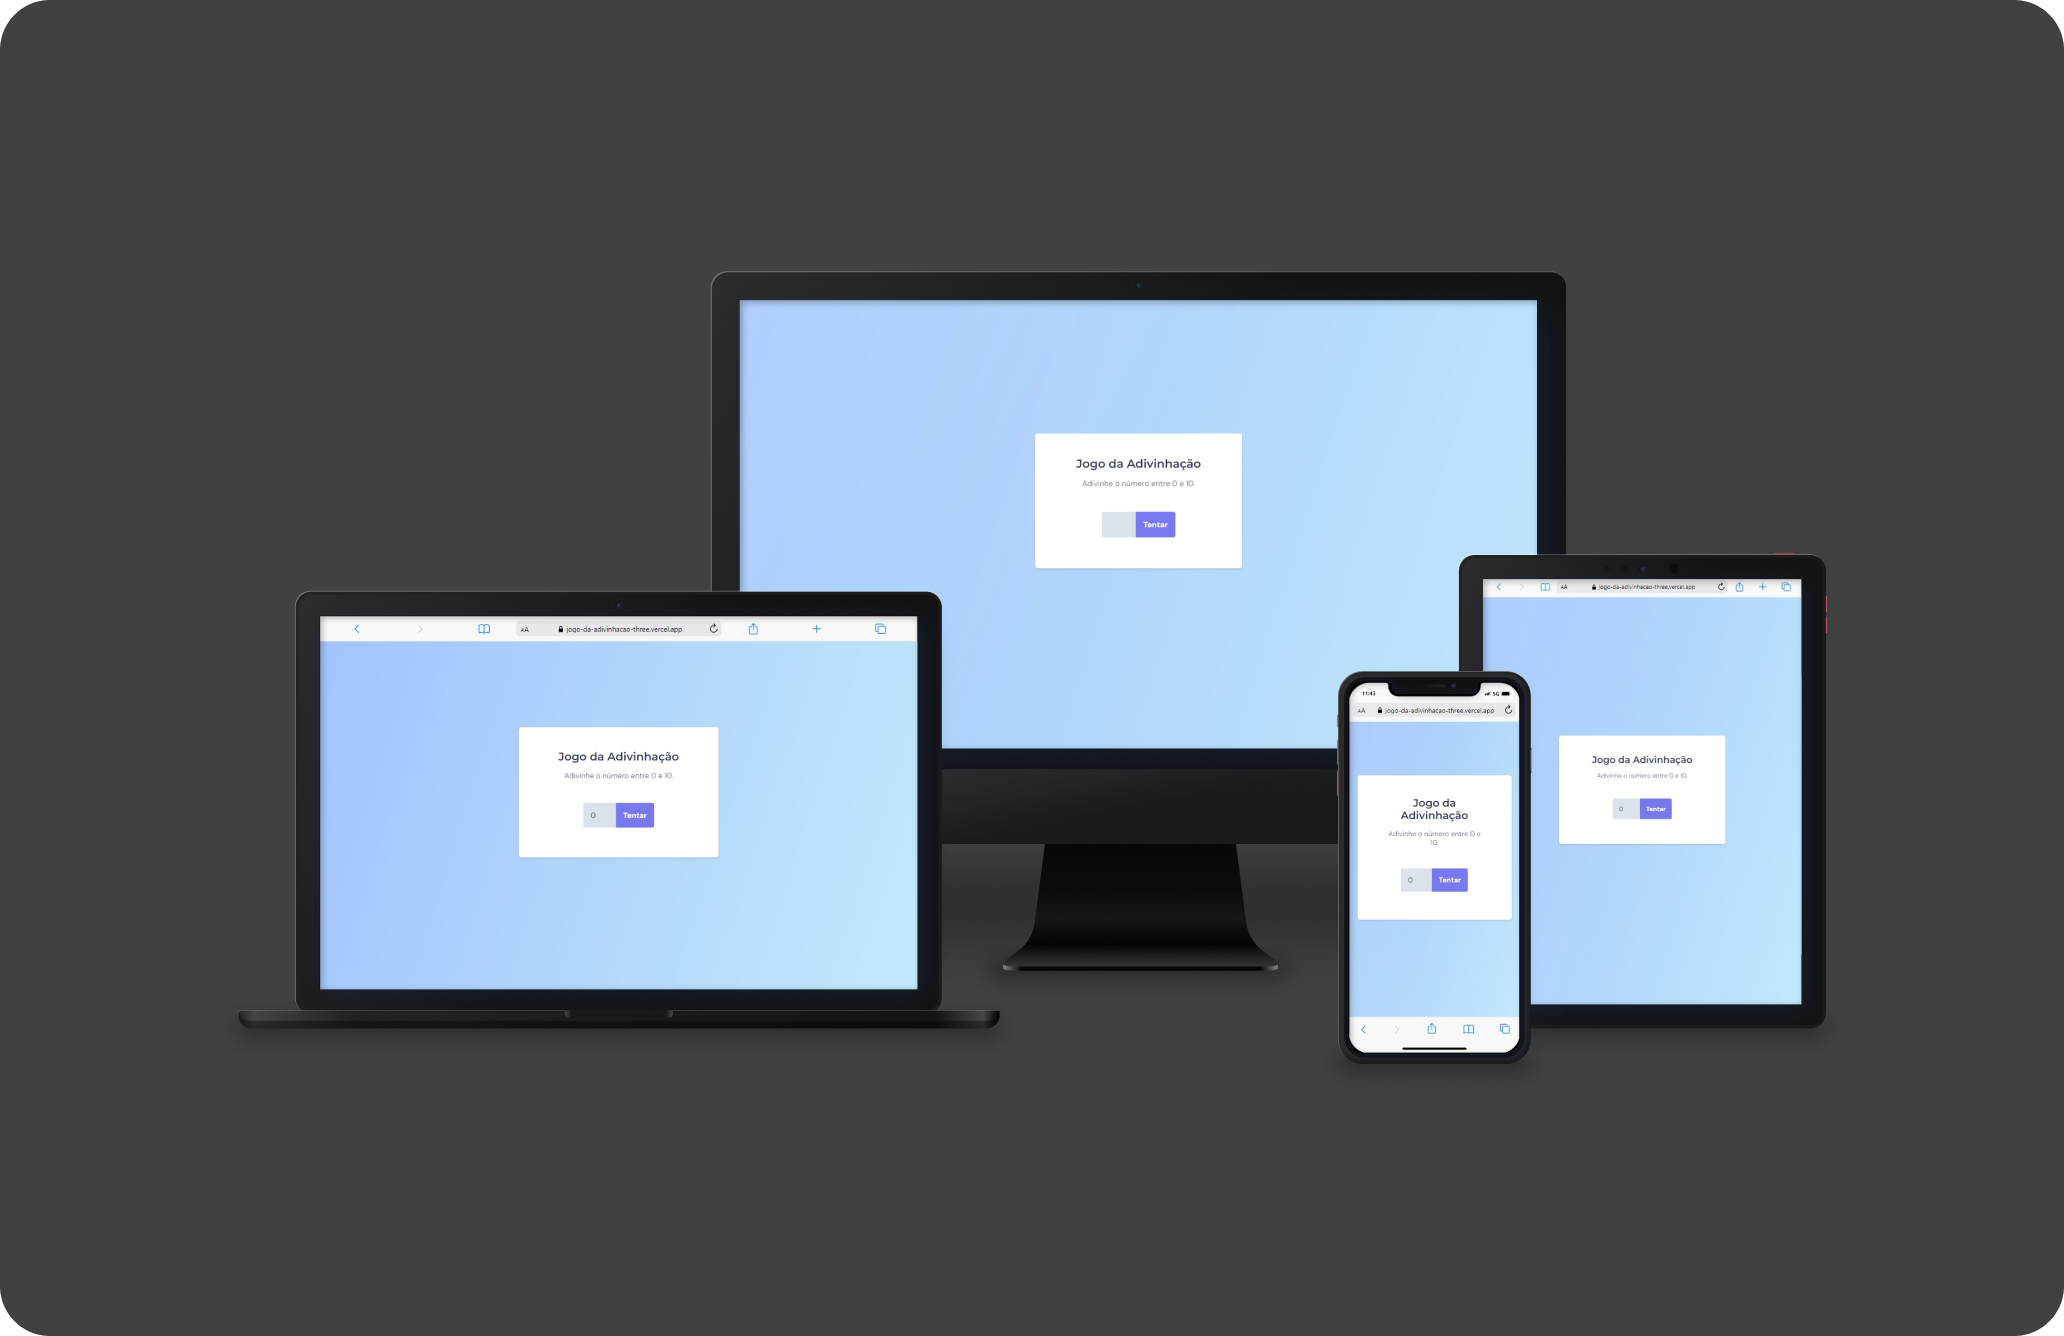 Jogo da Adivinhação
Adivinhe o número entre 0 e 10.
Tentar
AA jogo-da-adivinhacao-three.vercel.app
Jogo da Adivinhação
Adivinhe o número entre 0 e 10.
0 Tentar
11:43 5G
AA jogo-da-adivinhacao-three.vercel.app
Jogo da
Adivinhação
Adivinhe o número entre 0 e
10.
0 Tentar
AA jogo-da-adivinhacao-three.vercel.app
Jogo da Adivinhação
Adivinhe o número entre 0 e 10.
0 Tentar